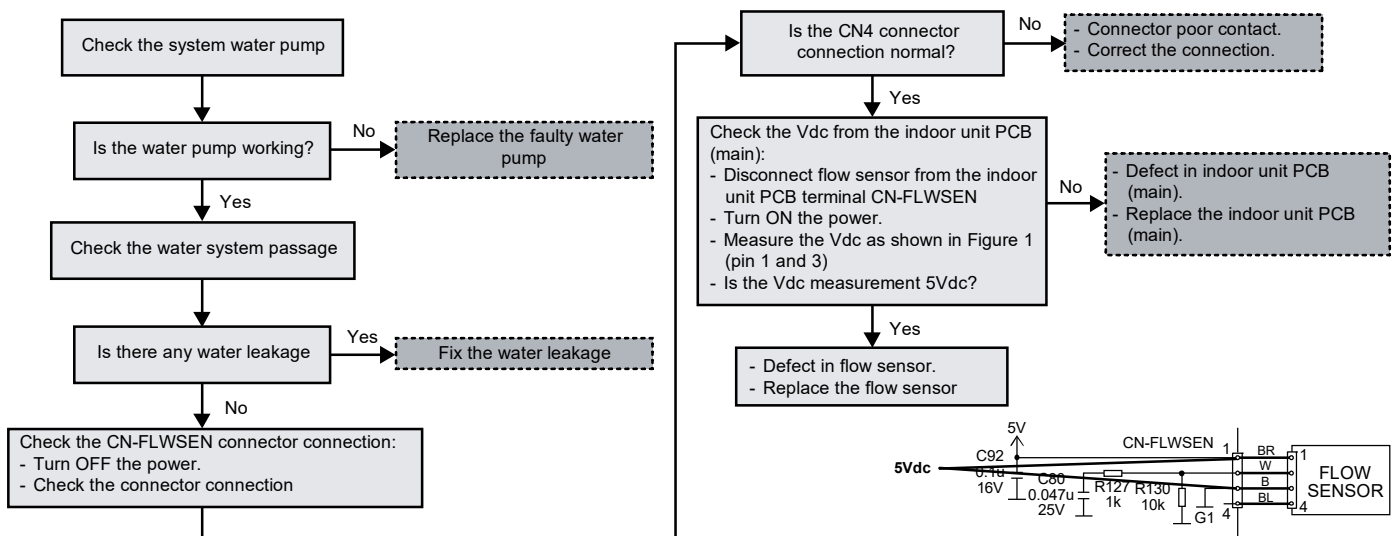 Check the system water pump
Is the water pump working?
No
Replace the faulty water
pump
Yes
Check the water system passage
Is there any water leakage
Yes
Fix the water leakage
No
Check the CN-FLWSEN connector connection:
- Turn OFF the power.
- Check the connector connection
Is the CN4 connector
connection normal?
No
- Connector poor contact.
- Correct the connection.
Yes
Check the Vdc from the indoor unit PCB
(main):
- Disconnect flow sensor from the indoor
unit PCB terminal CN-FLWSEN
- Turn ON the power.
- Measure the Vdc as shown in Figure 1
(pin 1 and 3)
- Is the Vdc measurement 5Vdc?
No
- Defect in indoor unit PCB
(main).
- Replace the indoor unit PCB
(main).
Yes
- Defect in flow sensor.
- Replace the flow sensor
5V
CN-FLWSEN
1
BR
1
C92
0.1u
16V
5Vdc
W
C80
0.047u
25V
R127
1k
R130
10k
B
G1
4
BL
4
FLOW
SENSOR